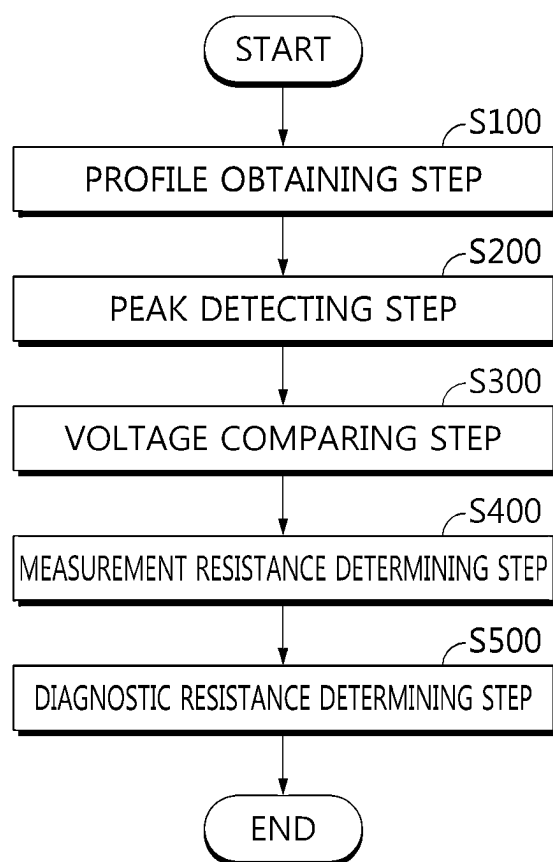 START
S100
PROFILE OBTAINING STEP
S200
PEAK DETECTING STEP
S300
VOLTAGE COMPARING STEP
S400
MEASUREMENT RESISTANCE DETERMINING STEP
S500
DIAGNOSTIC RESISTANCE DETERMINING STEP
END